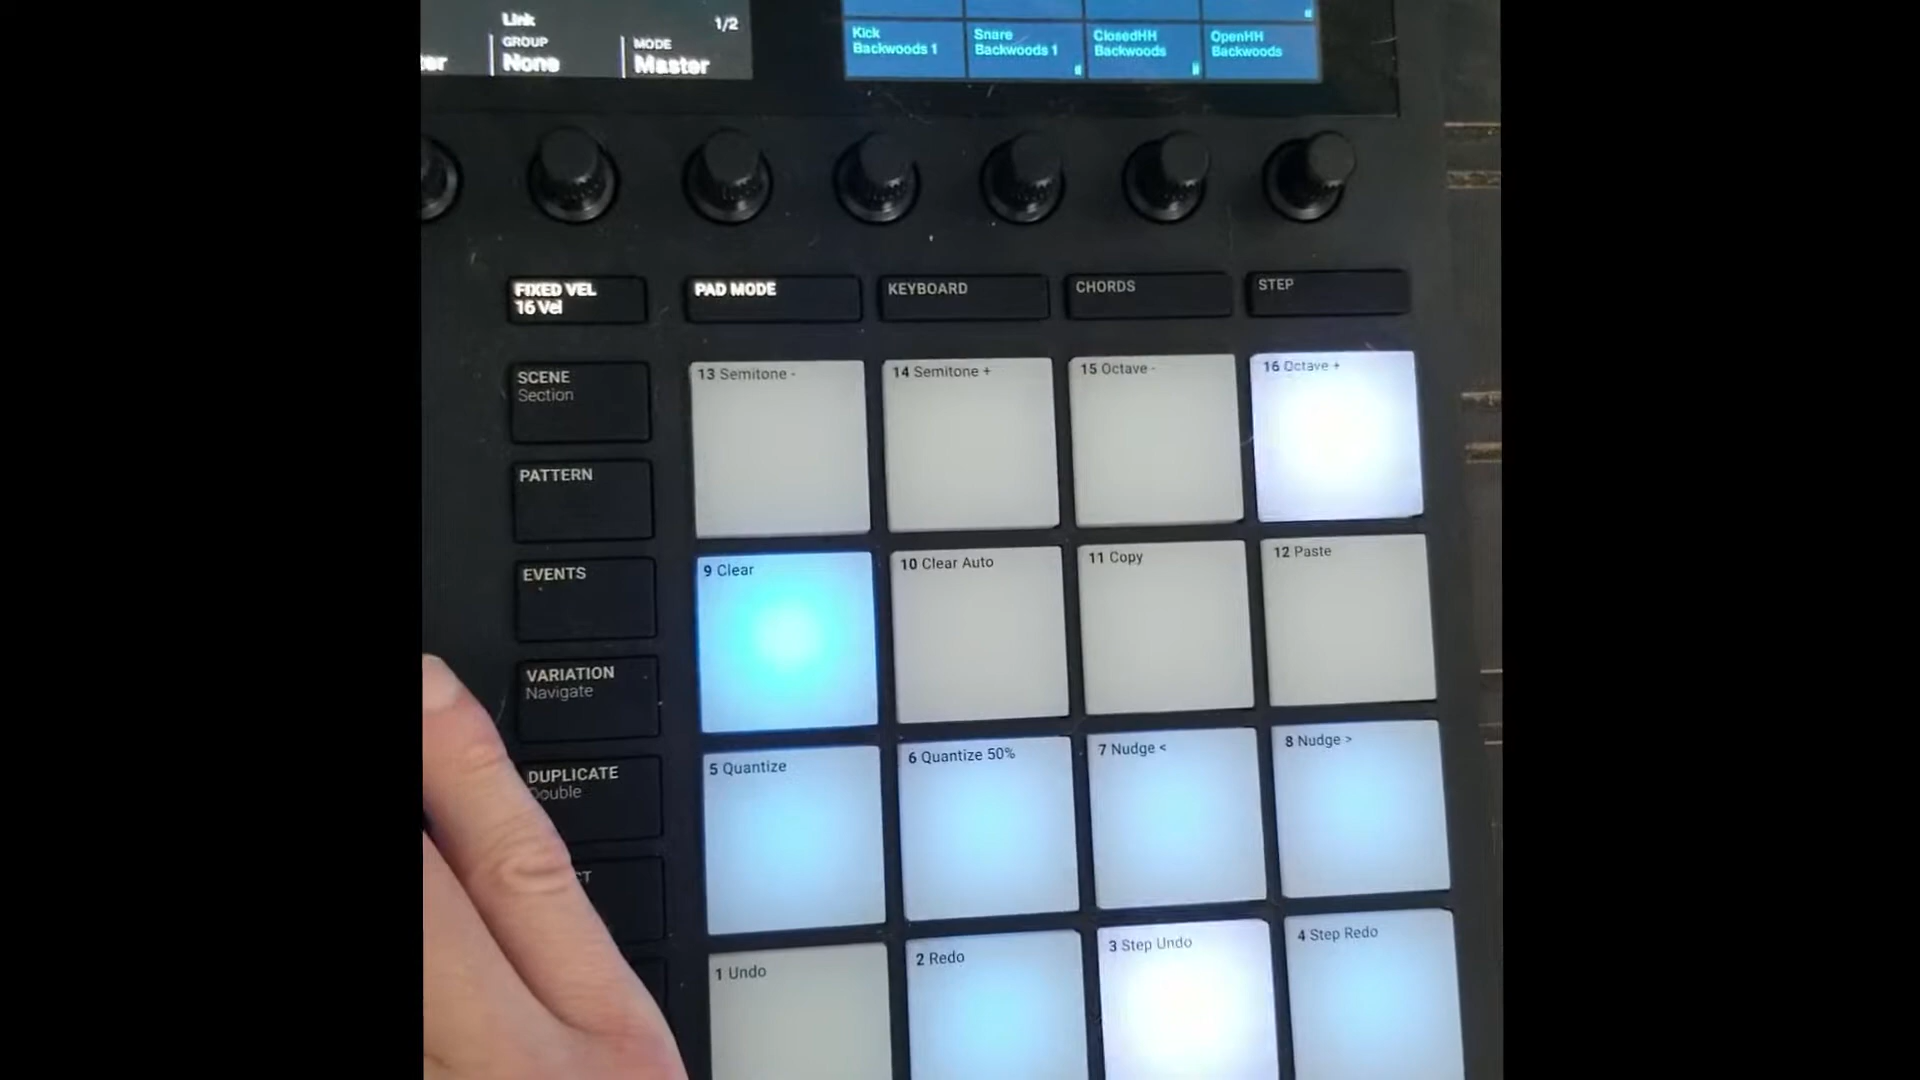 Link
1/2
GROUP
None
MODE
Master
Kick
Backwoods 1
Snare
Backwoods 1
ClosedHH
Backwoods
OpenHH
Backwoods
FIXED VEL
16 Vel
PAD MODE
KEYBOARD
CHORDS
STEP
SCENE
Section
PATTERN
EVENTS
VARIATION
Navigate
DUPLICATE
Double
13 Semitone -
14 Semitone +
15 Octave -
16 Octave +
9 Clear
10 Clear Auto
11 Copy
12 Paste
5 Quantize
6 Quantize 50%
7 Nudge <
8 Nudge >
1 Undo
2 Redo
3 Step Undo
4 Step Redo